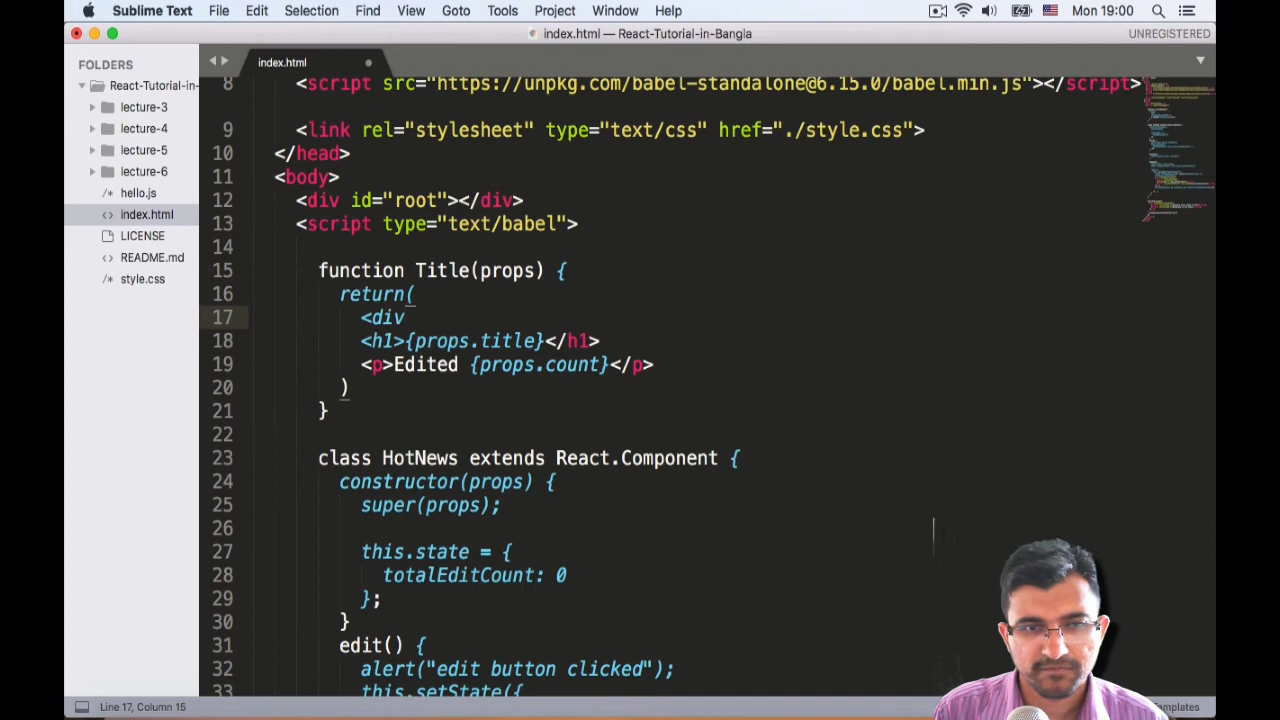 Sublime Text File Edit Selection Find View Goto Tools Project Window Help Mon 19:00
index.html — React-Tutorial-in-Bangla UNREGISTERED
FOLDERS
React-Tutorial-in-
lecture-3
lecture-4
lecture-5
lecture-6
hello.js
index.html
LICENSE
README.md
style.css
index.html
8 <script src="https://unpkg.com/babel-standalone@6.15.0/babel.min.js"></script>
9 <link rel="stylesheet" type="text/css" href="./style.css">
10 </head>
11 <body>
12 <div id="root"></div>
13 <script type="text/babel">
14
15 function Title(props) {
16 return(
17 <div
18 <h1>{props.title}</h1>
19 <p>Edited {props.count}</p>
20 )
21 }
22
23 class HotNews extends React.Component {
24 constructor(props) {
25 super(props);
26
27 this.state = {
28 totalEditCount: 0
29 };
30 }
31 edit() {
32 alert("edit button clicked");
33 this.setState({
Line 17, Column 15